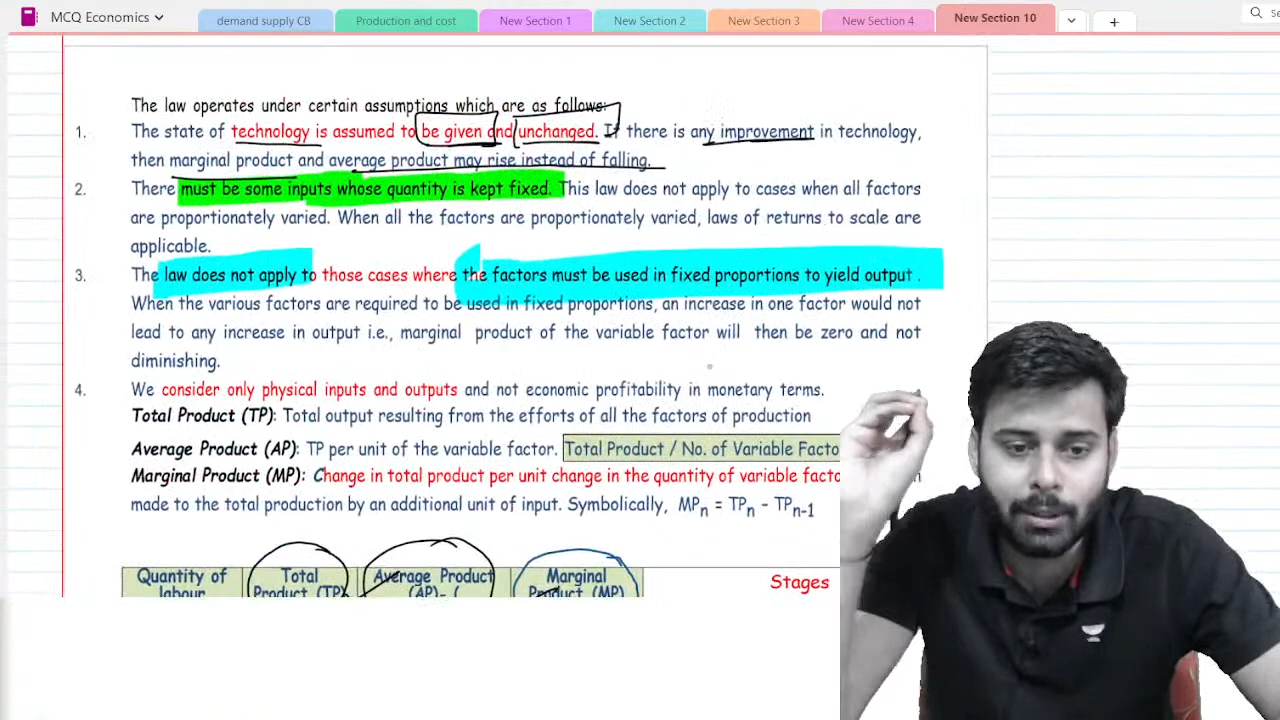 MCQ Economics
demand supply CB
Production and cost
New Section 1
New Section 2
New Section 3
New Section 4
New Section 10
The law operates under certain assumptions which are as follows:
1. The state of technology is assumed to be given and unchanged. If there is any improvement in technology,
then marginal product and average product may rise instead of falling.
2. There must be some inputs whose quantity is kept fixed. This law does not apply to cases when all factors
are proportionately varied. When all the factors are proportionately varied, laws of returns to scale are
applicable.
3. The law does not apply to those cases where the factors must be used in fixed proportions to yield output .
When the various factors are required to be used in fixed proportions, an increase in one factor would not
lead to any increase in output i.e., marginal product of the variable factor will then be zero and not
diminishing.
4. We consider only physical inputs and outputs and not economic profitability in monetary terms.
Total Product (TP): Total output resulting from the efforts of all the factors of production
Average Product (AP): TP per unit of the variable factor. Total Product / No. of Variable Facto
Marginal Product (MP): Change in total product per unit change in the quantity of variable
made to the total production by an additional unit of input. Symbolically, MPn = TPn - TPn-1
Quantity of labour
Total Product (TP)
Average Product (AP)- (
Marginal Product (MP)
Stages